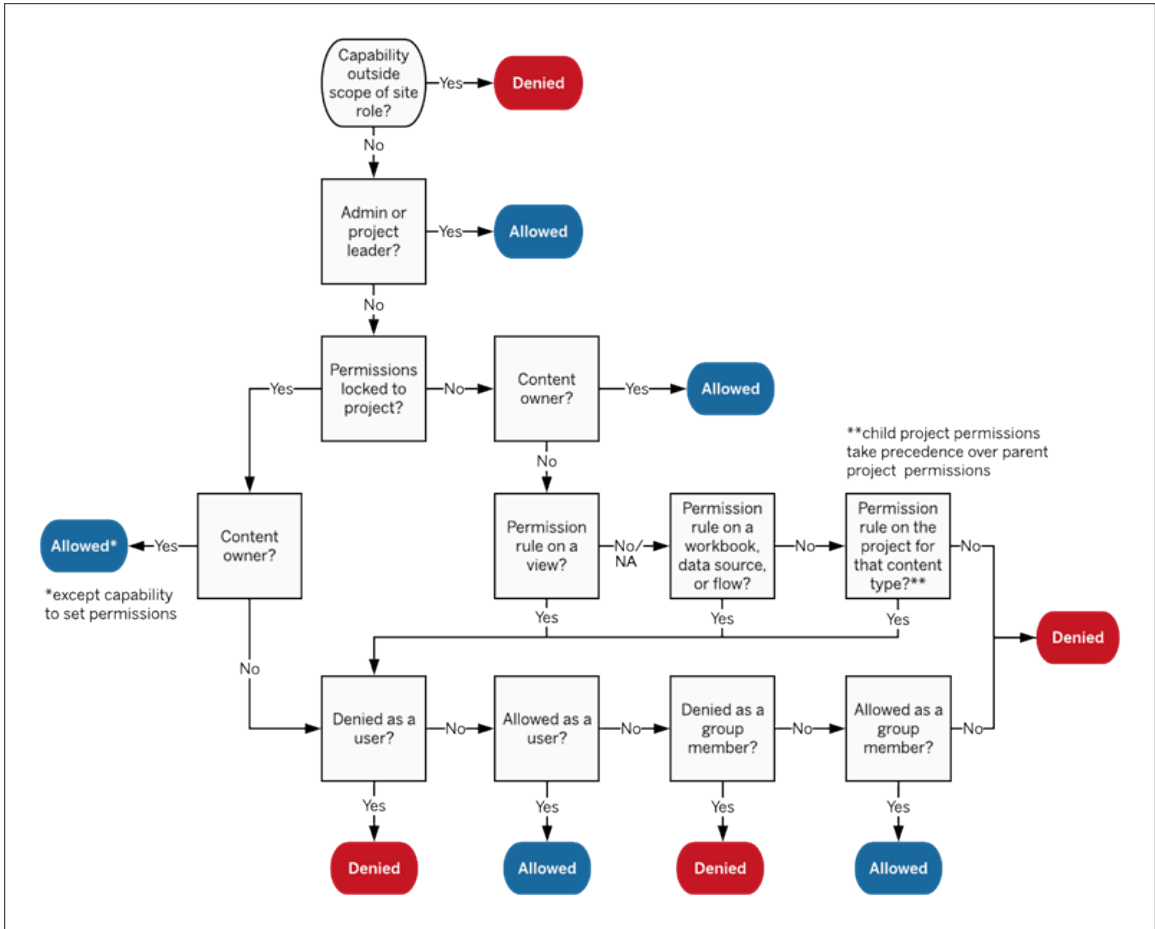 Capability
outside
scope of site
role?
Yes
Denied
No
Admin or
project
leader?
Yes
Allowed
No
Permissions
locked to
project?
Yes
No
Content
owner?
Yes
Allowed
No
**child project permissions
take precedence over parent
project permissions
Content
owner?
Yes
Allowed*
*except capability
to set permissions
No
Permission
rule on a
view?
No/
NA
Yes
Permission
rule on a
workbook,
data source,
or flow?
No
Yes
Permission
rule on the
project for
that content
type?**
No
Yes
Denied
Denied as a
user?
No
Yes
Denied
Allowed as a
user?
No
Yes
Allowed
Denied as a
group
member?
No
Yes
Denied
Allowed as a
group
member?
No
Yes
Allowed